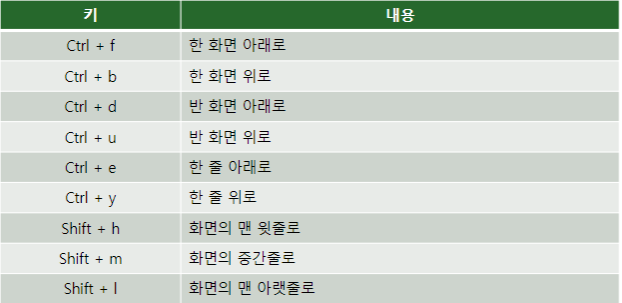 키 내용
Ctrl + f 한 화면 아래로
Ctrl + b 한 화면 위로
Ctrl + d 반 화면 아래로
Ctrl + u 반 화면 위로
Ctrl + e 한 줄 아래로
Ctrl + y 한 줄 위로
Shift + h 화면의 맨 윗줄로
Shift + m 화면의 중간줄로
Shift + l 화면의 맨 아랫줄로